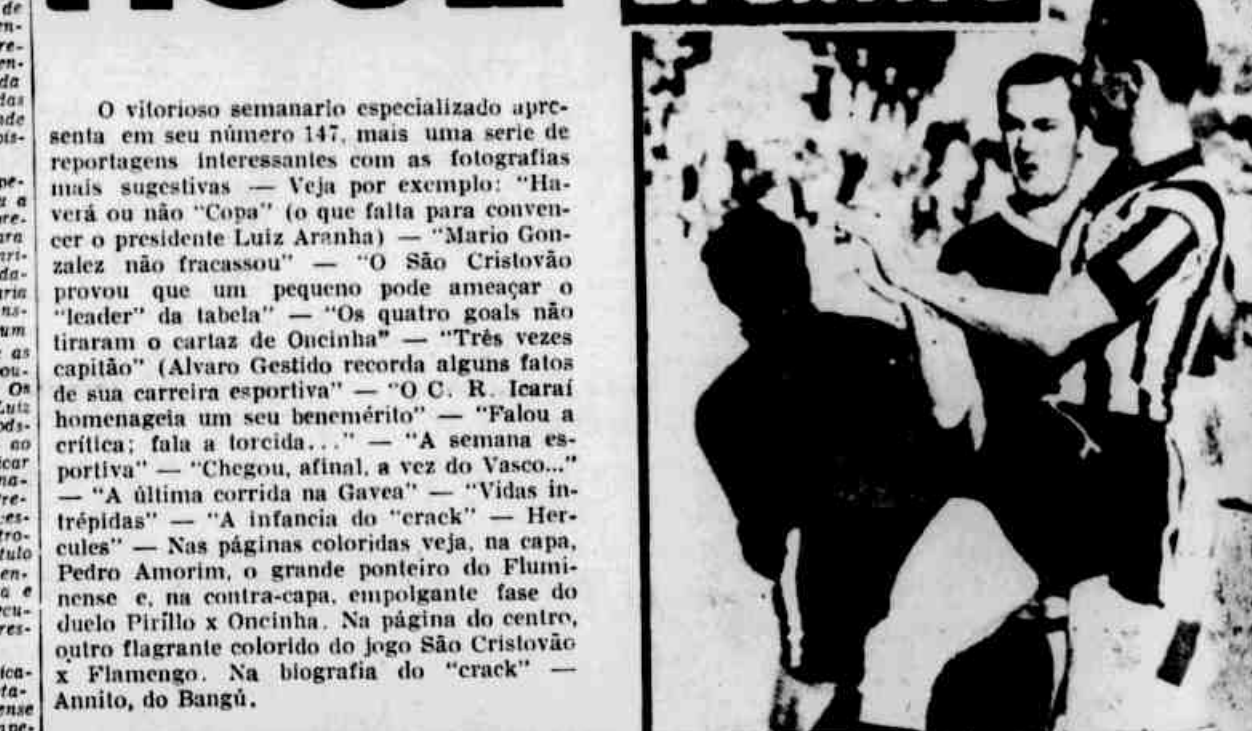 O vitorioso semanario especializado apre-
senta em seu número 147, mais uma serie de
reportagens interessantes com as fotografias
mais sugestivas — Veja por exemplo: "Ha-
verá ou não "Copa" (o que falta para conven-
cer o presidente Luiz Aranha) — "Mario Gon-
zalez não fracassou" — "O São Cristovão
provou que um pequeno pode ameaçar o
"leader" da tabela" — "Os quatro goals não
tiraram o cartaz de Oncinha" — "Três vezes
capitão" (Alvaro Gestido recorda alguns fatos
de sua carreira esportiva" — "O C. R. Icaraí
homenageia um seu benemérito" — "Falou a
crítica; fala a torcida..." — "A semana es-
portiva" — "Chegou, afinal, a vez do Vasco..."
— "A última corrida na Gavea" — "Vidas in-
trépidas" — "A infancia do "crack" — Her-
cules" — Nas páginas coloridas veja, na capa,
Pedro Amorim, o grande ponteiro do Flumi-
nense e, na contra-capa, empolgante fase do
duelo Pirillo x Oncinha. Na página do centro,
outro flagrante colorido do jogo São Cristovão
x Flamengo. Na biografia do "crack" —
Annito, do Bangú.